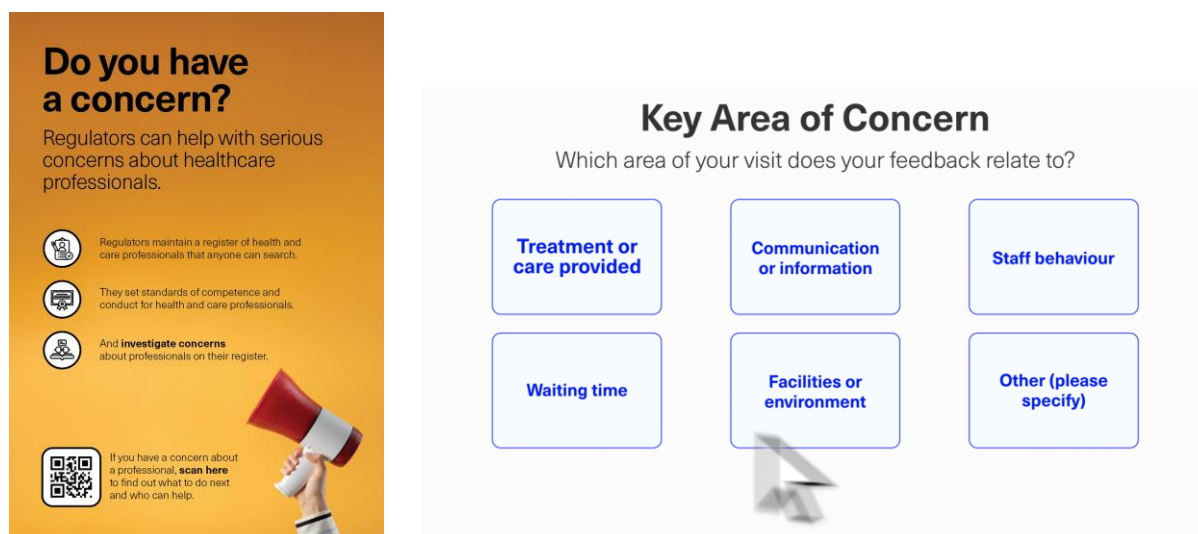 Do you have
a concern?
Regulators can help with serious
concerns about healthcare
professionals.
Regulators maintain a register of health and
care professionals that anyone can search.
They set standards of competence and
conduct for health and care professionals.
And investigate concerns
about professionals on their register.
If you have a concern about
a professional, scan here
to find out what to do next
and who can help.
Key Area of Concern
Which area of your visit does your feedback relate to?
Treatment or
care provided
Communication
or information
Staff behaviour
Waiting time
Facilities or
environment
Other (please
specify)